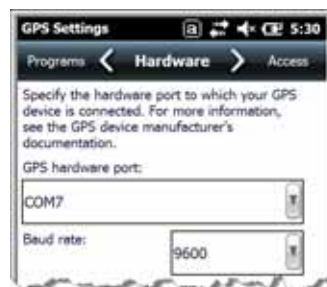 GPS Settings a 5:30
Programs Hardware Access
Specify the hardware port to which your GPS
device is connected. For more information,
see the GPS device manufacturer's
documentation.
GPS hardware port:
COM7
Baud rate:
9600